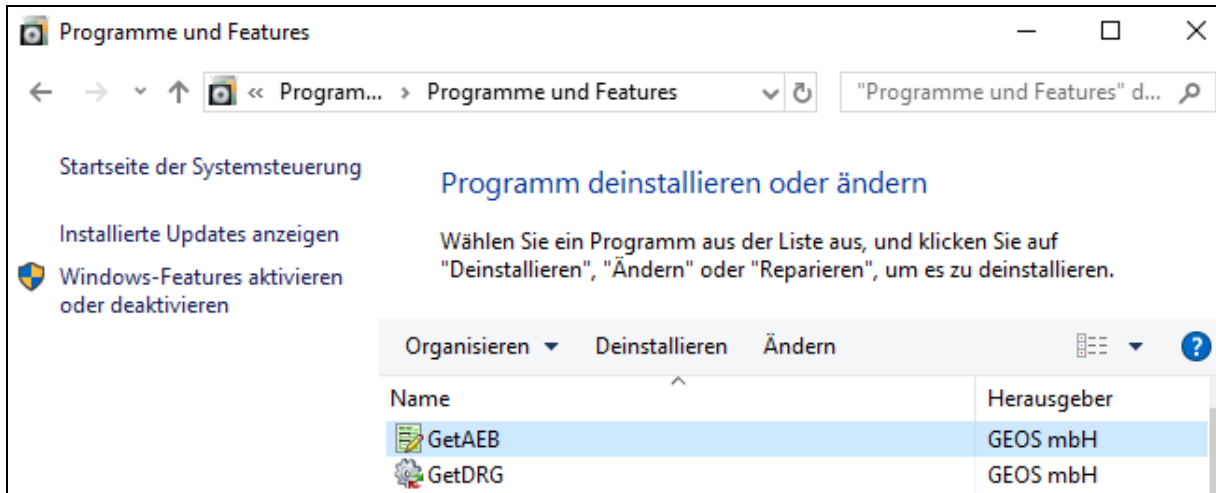 Programme und Features
« Program... › Programme und Features
"Programme und Features" d...
Startseite der Systemsteuerung
Installierte Updates anzeigen
Windows-Features aktivieren
oder deaktivieren
Programm deinstallieren oder ändern
Wählen Sie ein Programm aus der Liste aus, und klicken Sie auf
"Deinstallieren", "Ändern" oder "Reparieren", um es zu deinstallieren.
Organisieren Deinstallieren Ändern
Name Herausgeber
GetAEB GEOS mbH
GetDRG GEOS mbH